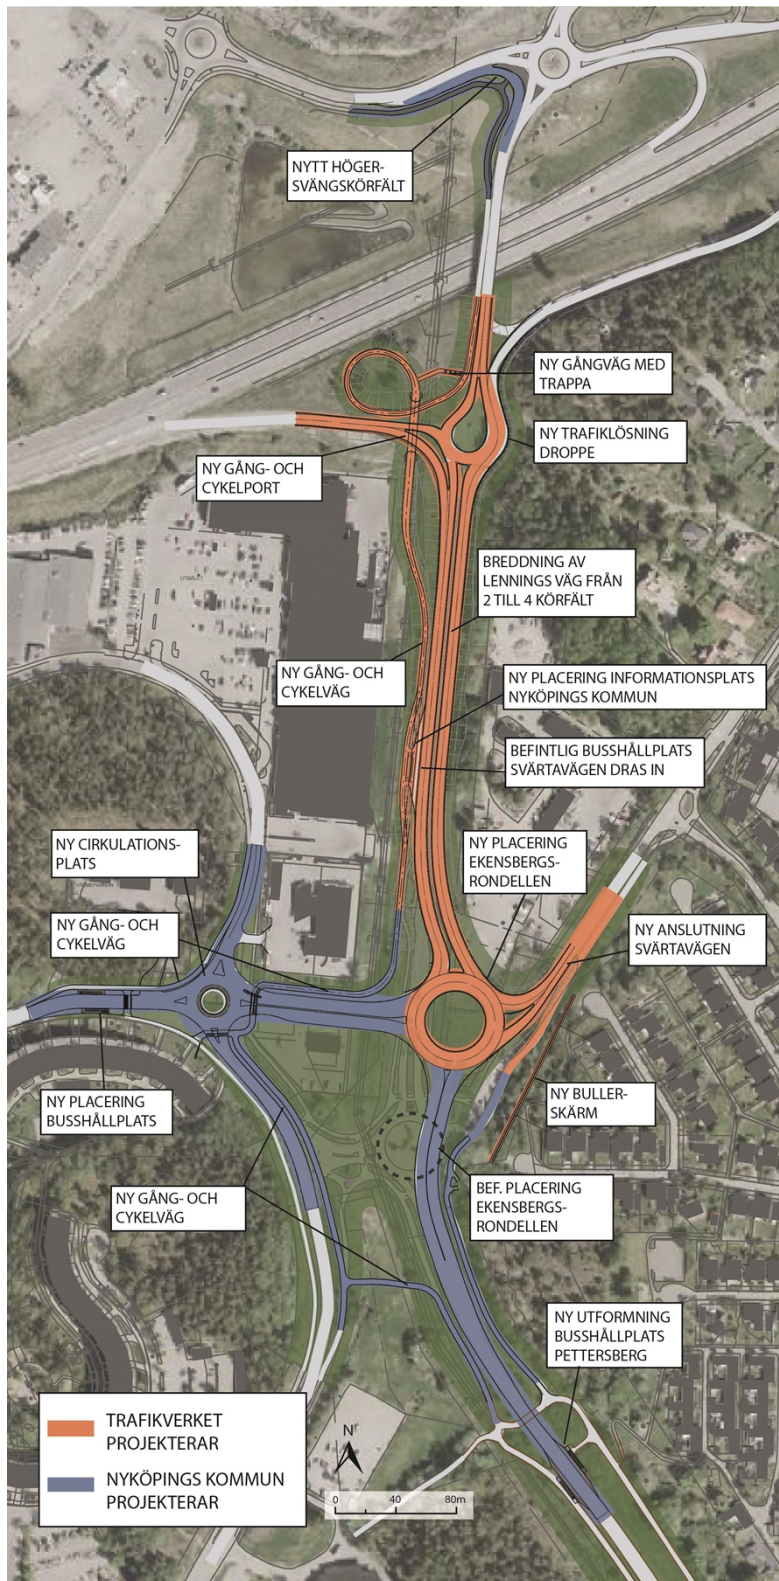 NYTT HÖGER-
SVÄNGSKÖRFÄLT
NY GÅNGVÄG MED
TRAPPA
NY TRAFIKLÖSNING
DROPPE
NY GÅNG- OCH
CYKELPORT
BREDDNING AV
LENNINGS VÄG FRÅN
2 TILL 4 KÖRFÄLT
NY GÅNG- OCH
CYKELVÄG
NY PLACERING INFORMATIONSPLATS
NYKÖPINGS KOMMUN
BEFINTLIG BUSSHÅLLPLATS
SVÄRTAVÄGEN DRAS IN
NY CIRKULATIONS-
PLATS
NY PLACERING
EKENSBERGS-
RONDELLEN
NY GÅNG- OCH
CYKELVÄG
NY ANSLUTNING
SVÄRTAVÄGEN
NY PLACERING
BUSSHÅLLPLATS
NY BULLER-
SKÄRM
NY GÅNG- OCH
CYKELVÄG
BEF. PLACERING
EKENSBERGS-
RONDELLEN
NY UTFORMNING
BUSSHÅLLPLATS
PETTERSBERG
TRAFIKVERKET
PROJEKTERAR
NYKÖPINGS KOMMUN
PROJEKTERAR
N
0 40 80m